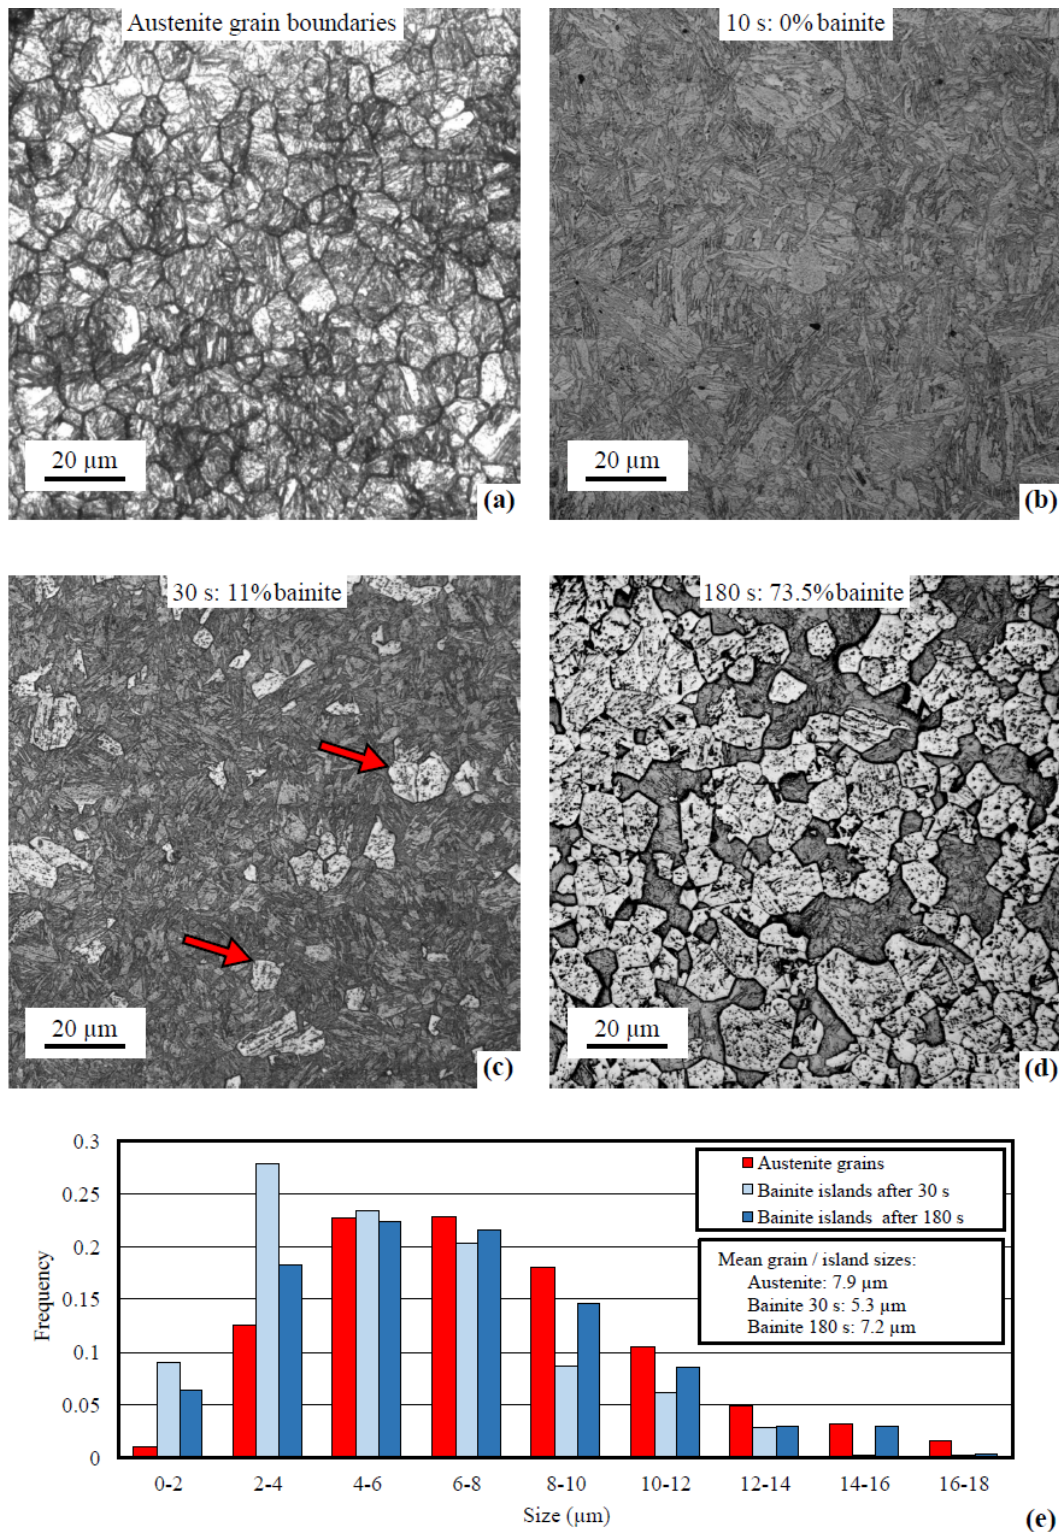 Austenite grain boundaries
10 s: 0% bainite
20 µm
(a)
20 µm
(b)
30 s: 11% bainite
180 s: 73.5% bainite
20 µm
(c)
20 µm
(d)
0.3
0.25
0.2
0.15
0.1
0.05
0
Frequency
Austenite grains
Bainite islands after 30 s
Bainite islands after 180 s
Mean grain / island sizes:
Austenite: 7.9 µm
Bainite 30 s: 5.3 µm
Bainite 180 s: 7.2 µm
0-2 2-4 4-6 6-8 8-10 10-12 12-14 14-16 16-18
Size (µm)
(e)